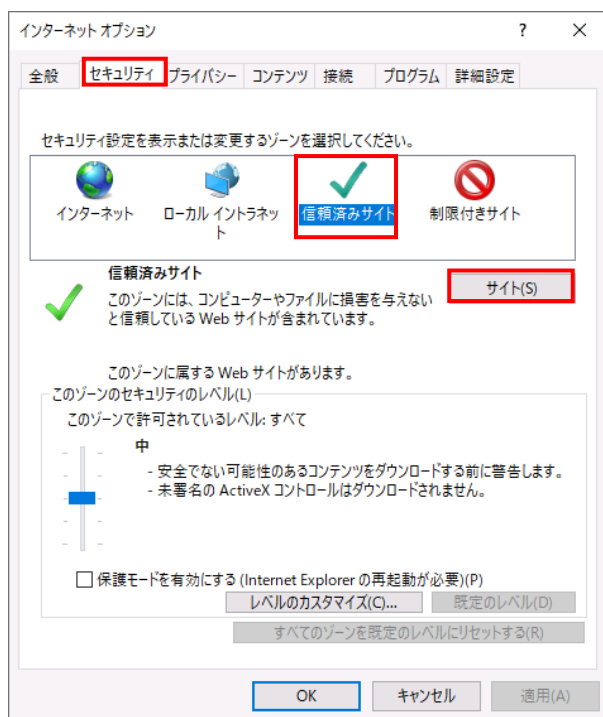 インターネット オプション
?
×
全般 セキュリティ プライバシー コンテンツ 接続 プログラム 詳細設定
セキュリティ設定を表示または変更するゾーンを選択してください。
インターネット
ローカル イントラネッ
ト
信頼済みサイト
制限付きサイト
信頼済みサイト
サイト(S)
このゾーンには、コンピューターやファイルに損害を与えない
と信頼している Web サイトが含まれています。
このゾーンに属する Web サイトがあります。
このゾーンのセキュリティのレベル(L)
このゾーンで許可されているレベル: すべて
中
- 安全でない可能性のあるコンテンツをダウンロードする前に警告します。
- 未署名の ActiveX コントロールはダウンロードされません。
保護モードを有効にする (Internet Explorer の再起動が必要)(P)
レベルのカスタマイズ(C)... 既定のレベル(D)
すべてのゾーンを既定のレベルにリセットする(R)
OK キャンセル 適用(A)